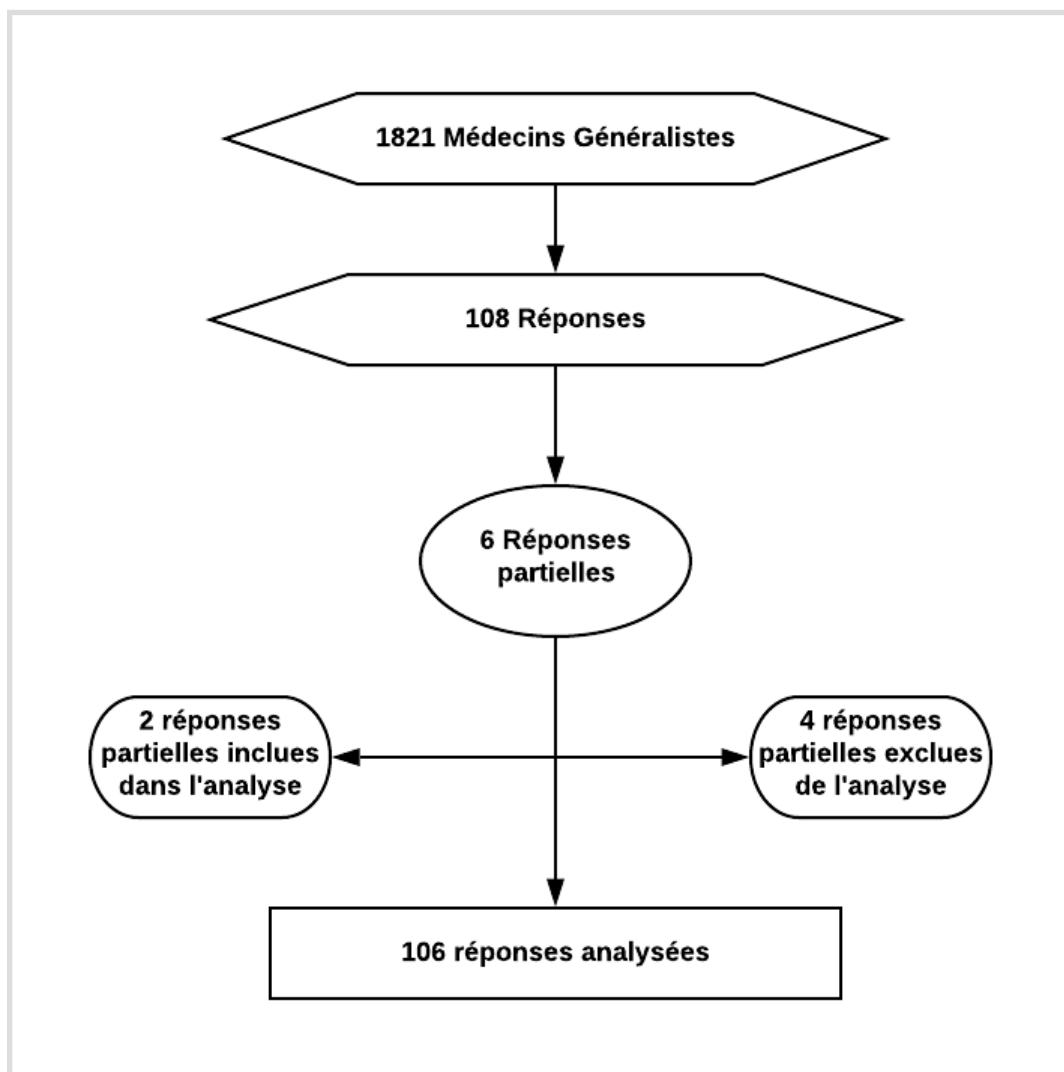 1821 Médecins Généralistes
108 Réponses
6 Réponses
partielles
2 réponses
partielles inclues
dans l'analyse
4 réponses
partielles exclues
de l'analyse
106 réponses analysées